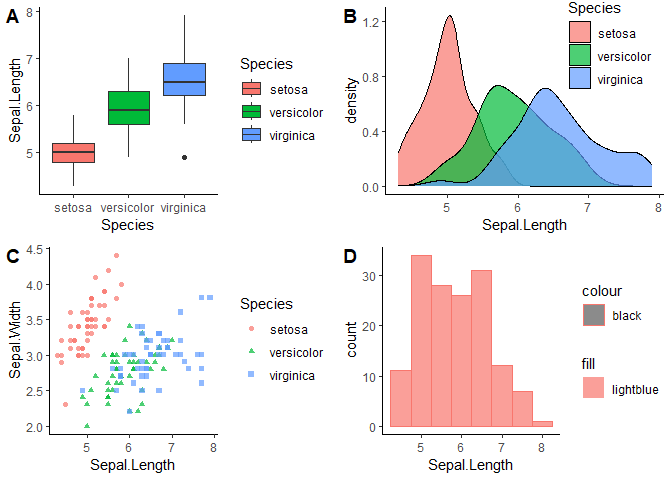 A
8
7
6
5
Sepal.Length
setosa versicolor virginica
Species
Species
setosa
versicolor
virginica
B
1.2
0.8
0.4
0.0
density
5 6 7 8
Sepal.Length
Species
setosa
versicolor
virginica
C
4.5
4.0
3.5
3.0
2.5
2.0
Sepal.Width
5 6 7 8
Sepal.Length
Species
setosa
versicolor
virginica
D
30
20
10
0
count
5 6 7 8
Sepal.Length
colour
black
fill
lightblue